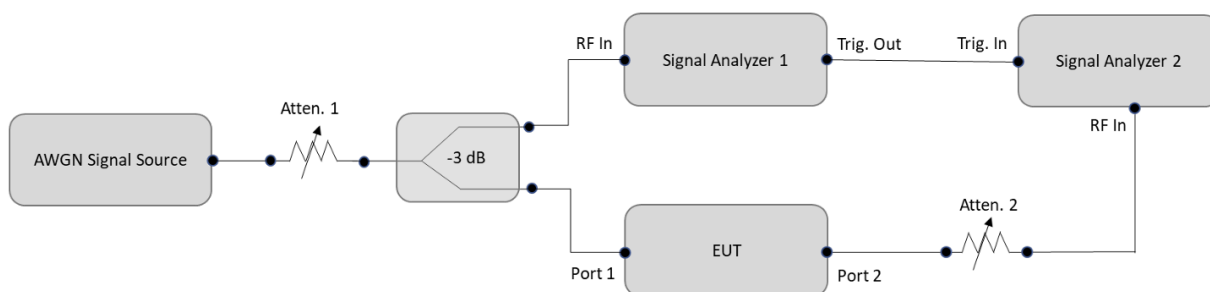 RF In
Signal Analyzer 1
Trig. Out
Trig. In
Signal Analyzer 2
RF In
Atten. 1
AWGN Signal Source
-3 dB
Atten. 2
EUT
Port 1
Port 2